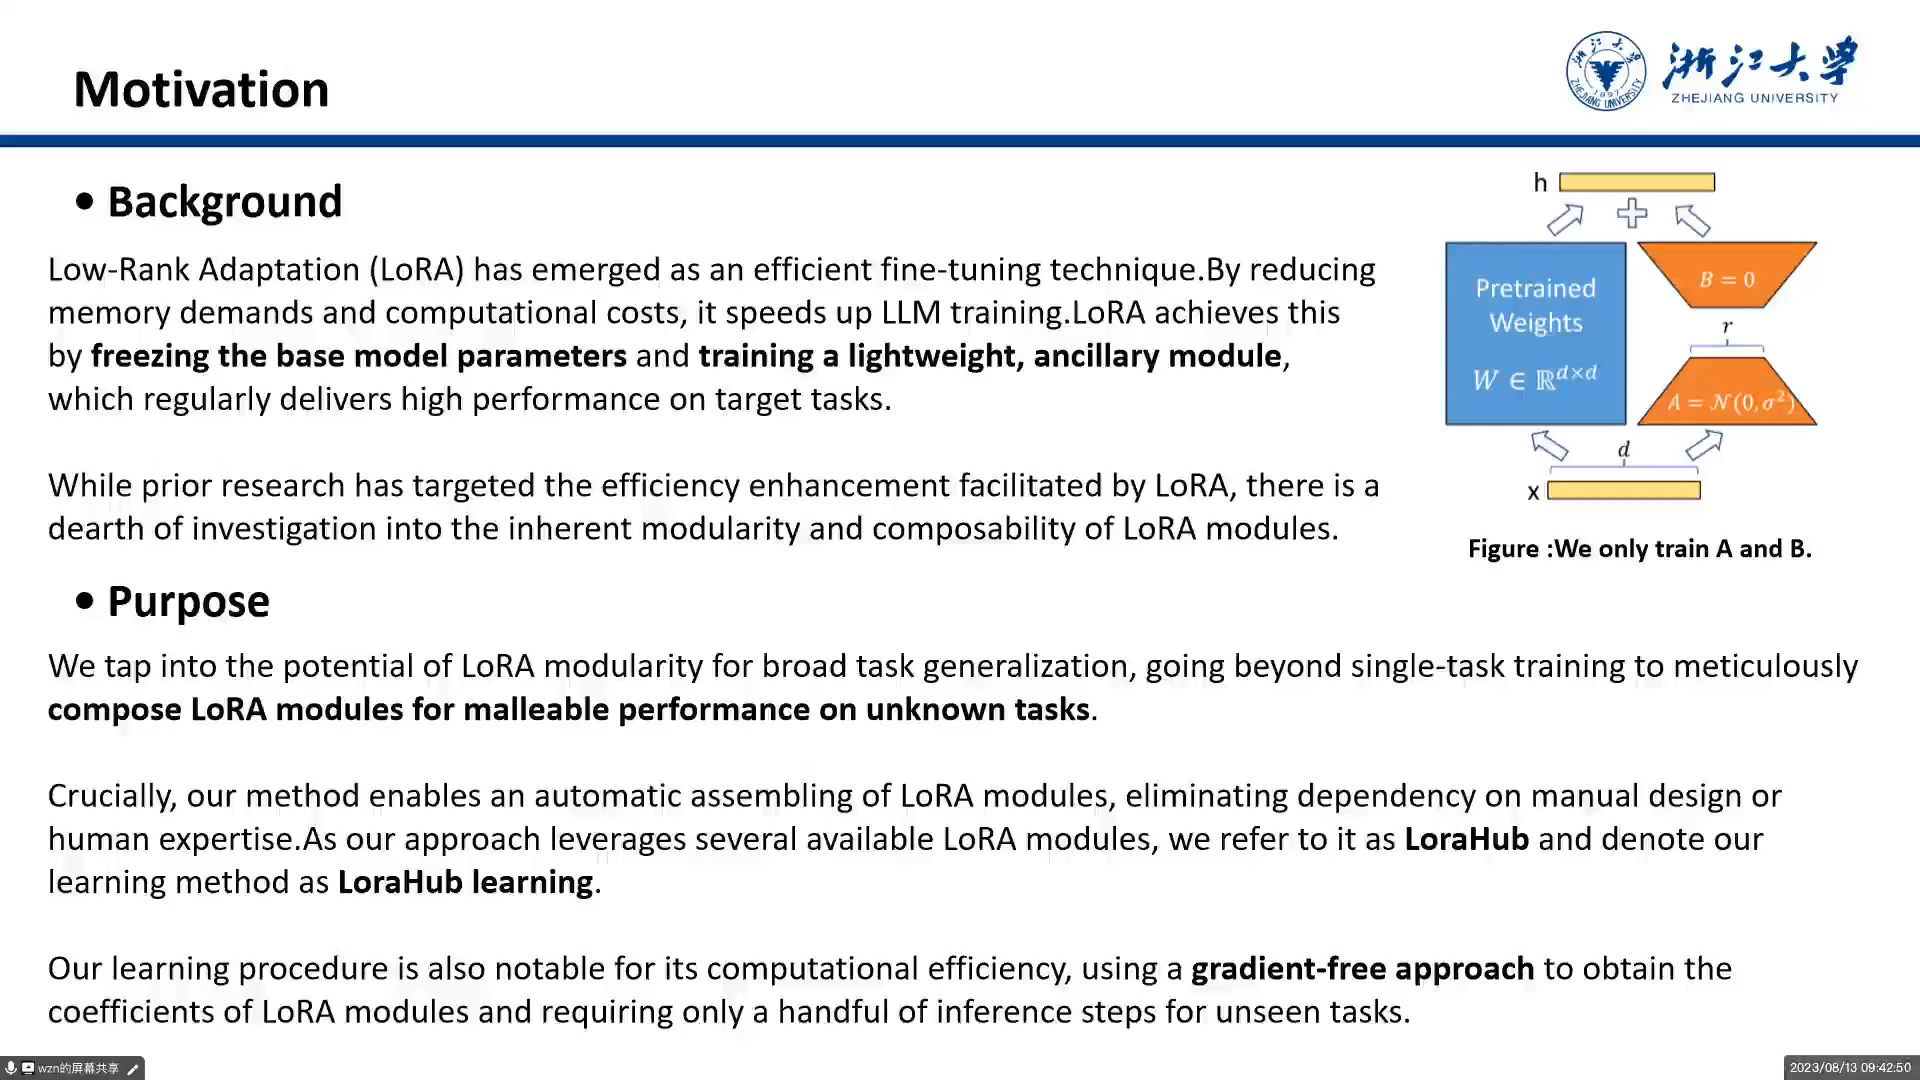 Motivation
浙江大学
ZHEJIANG UNIVERSITY
浙江大学
ZHEJIANG UNIVERSITY
1897
• Background
Low-Rank Adaptation (LoRA) has emerged as an efficient fine-tuning technique.By reducing
memory demands and computational costs, it speeds up LLM training.LoRA achieves this
by freezing the base model parameters and training a lightweight, ancillary module,
which regularly delivers high performance on target tasks.
While prior research has targeted the efficiency enhancement facilitated by LoRA, there is a
dearth of investigation into the inherent modularity and composability of LoRA modules.
h
Pretrained
Weights
W ∈ ℝ^{d×d}
B = 0
r
A = 𝒩(0, σ²)
d
x
Figure :We only train A and B.
• Purpose
We tap into the potential of LoRA modularity for broad task generalization, going beyond single-task training to meticulously
compose LoRA modules for malleable performance on unknown tasks.
Crucially, our method enables an automatic assembling of LoRA modules, eliminating dependency on manual design or
human expertise.As our approach leverages several available LoRA modules, we refer to it as LoraHub and denote our
learning method as LoraHub learning.
Our learning procedure is also notable for its computational efficiency, using a gradient-free approach to obtain the
coefficients of LoRA modules and requiring only a handful of inference steps for unseen tasks.
wzn的屏幕共享
2023/08/13 09:42:50